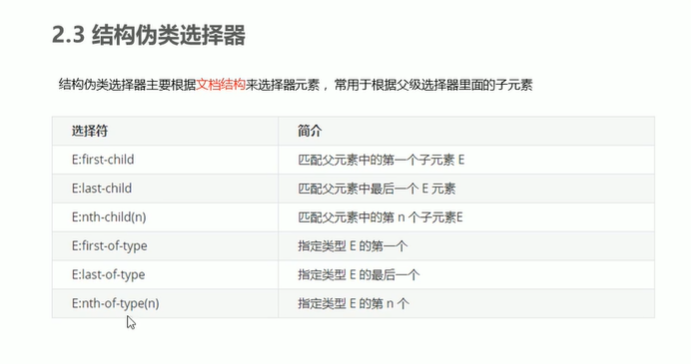 2.3 结构伪类选择器
结构伪类选择器主要根据文档结构来选择器元素，常用于根据父级选择器里面的子元素
选择符 简介
E:first-child 匹配父元素中的第一个子元素 E
E:last-child 匹配父元素中最后一个 E 元素
E:nth-child(n) 匹配父元素中的第 n 个子元素E
E:first-of-type 指定类型 E 的第一个
E:last-of-type 指定类型 E 的最后一个
E:nth-of-type(n) 指定类型 E 的第 n 个